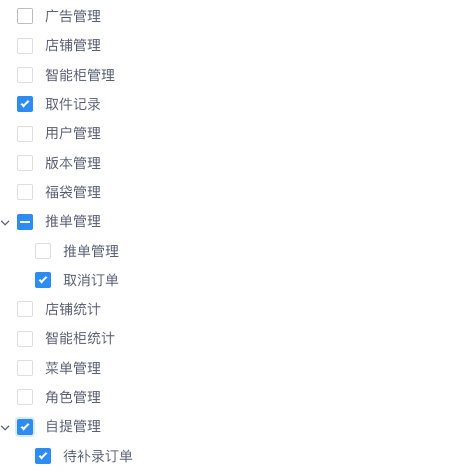 广告管理
店铺管理
智能柜管理
取件记录
用户管理
版本管理
福袋管理
推单管理
推单管理
取消订单
店铺统计
智能柜统计
菜单管理
角色管理
自提管理
待补录订单